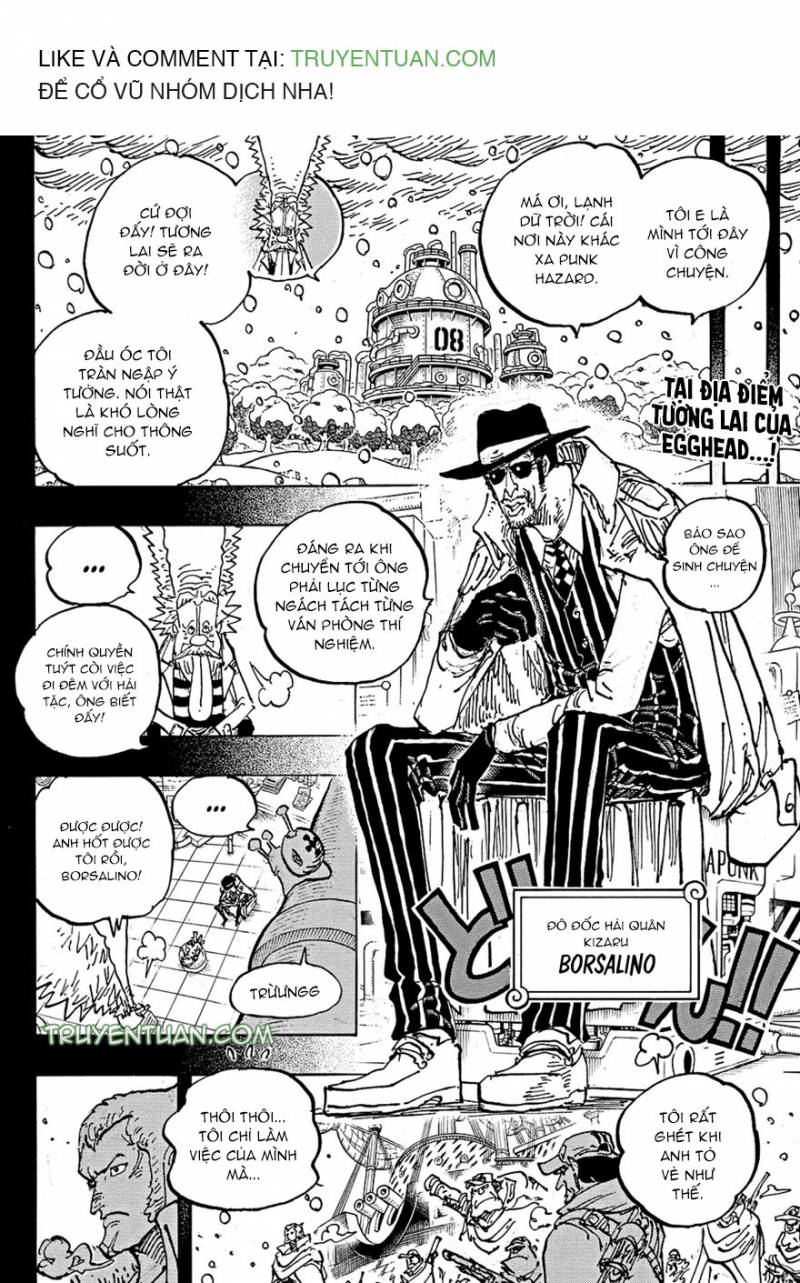 LIKE VÀ COMMENT TẠI: TRUYENTUAN.COM
ĐỂ CỔ VŨ NHÓM DỊCH NHA!
TÔI E LÀ
MÌNH TỚI ĐÂY
VÌ CÔNG
CHUYỆN.
MÁ ƠI, LẠNH
DỮ TRỜI! CÁI
NƠI NÀY KHÁC
XA PUNK
HAZARD.
CỨ ĐỢI
ĐẤY! TƯƠNG
LAI SẼ RA
ĐỜI Ở ĐÂY!
ĐẦU ÓC TÔI
TRÀN NGẬP Ý
TƯỞNG. NÓI THẬT
LÀ KHÓ LÒNG
NGHĨ CHO THÔNG
SUỐT.
08
TẠI ĐỊA ĐIỂM
TƯƠNG LAI CỦA
EGGHEAD...!
BẢO SAO
ÔNG ĐỂ
SINH CHUYỆN
...
ĐÁNG RA KHI
CHUYỂN TỚI ÔNG
PHẢI LỤC TỪNG
NGÁCH TÁCH TỪNG
VÁN PHÒNG THÍ
NGHIỆM.
...
CHÍNH QUYỀN
TUÝT CÒI VIỆC
ĐI ĐÊM VỚI HẢI
TẶC, ÔNG BIẾT
ĐẤY!
...
ĐƯỢC ĐƯỢC!
ANH HỐT ĐƯỢC
TÔI RỒI,
BORSALINO!
TRỪỪNGG
APUNK
ĐÔ ĐỐC HẢI QUÂN
KIZARU
BORSALINO
ど
ん!!
TRUYENTUAN.COM
TÔI RẤT
GHÉT KHI
ANH TỎ
VẺ NHƯ
THẾ.
THÔI THÔI...
TÔI CHỈ LÀM
VIỆC CỦA MÌNH
MÀ...